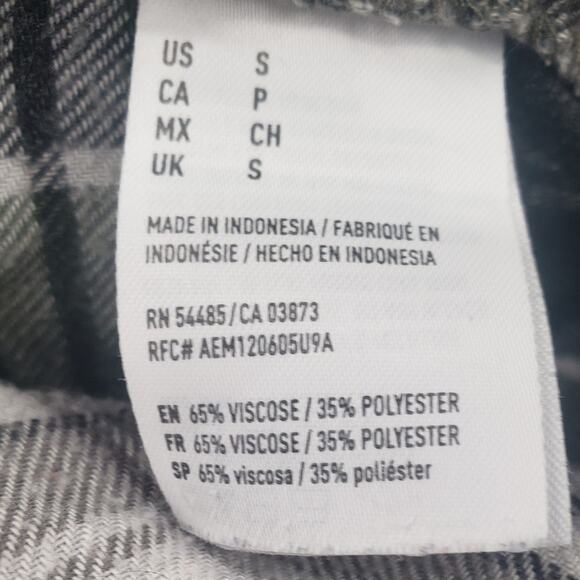 US S
CA P
MX CH
UK S
MADE IN INDONESIA / FABRIQUÉ EN
INDONÉSIE / HECHO EN INDONESIA
RN 54485/CA 03873
RFC# AEM120605U9A
EN 65% VISCOSE / 35% POLYESTER
FR 65% VISCOSE / 35% POLYESTER
SP 65% viscosa / 35% poliéster